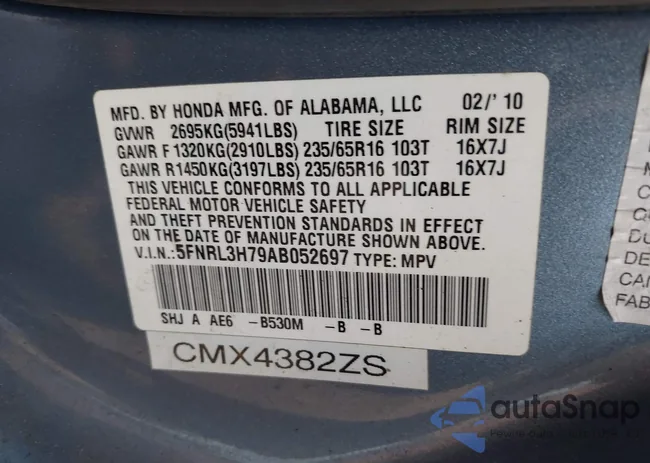 MFD. BY HONDA MFG. OF ALABAMA, LLC 02/' 10
GVWR 2695KG(5941LBS) TIRE SIZE RIM SIZE
GAWR F 1320KG(2910LBS) 235/65R16 103T 16X7J
GAWR R1450KG(3197LBS) 235/65R16 103T 16X7J
THIS VEHICLE CONFORMS TO ALL APPLICABLE
FEDERAL MOTOR VEHICLE SAFETY
AND THEFT PREVENTION STANDARDS IN EFFECT
ON THE DATE OF MANUFACTURE SHOWN ABOVE.
V.I.N.: 5FNRL3H79AB052697 TYPE: MPV
SHJ A AE6 -B530M -B -B
CMX4382ZS
CAN
FAB
autoSnap